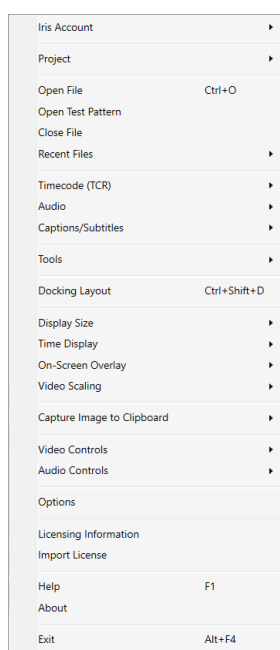 Iris Account
Project
Open File Ctrl+O
Open Test Pattern
Close File
Recent Files
Timecode (TCR)
Audio
Captions/Subtitles
Tools
Docking Layout Ctrl+Shift+D
Display Size
Time Display
On-Screen Overlay
Video Scaling
Capture Image to Clipboard
Video Controls
Audio Controls
Options
Licensing Information
Import License
Help F1
About
Exit Alt+F4